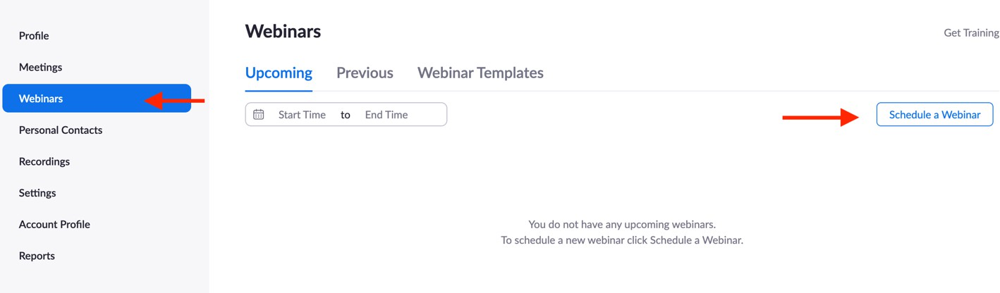 Profile
Meetings
Webinars
Personal Contacts
Recordings
Settings
Account Profile
Reports
Webinars
Get Training
Upcoming
Previous
Webinar Templates
Start Time to End Time
Schedule a Webinar
You do not have any upcoming webinars.
To schedule a new webinar click Schedule a Webinar.